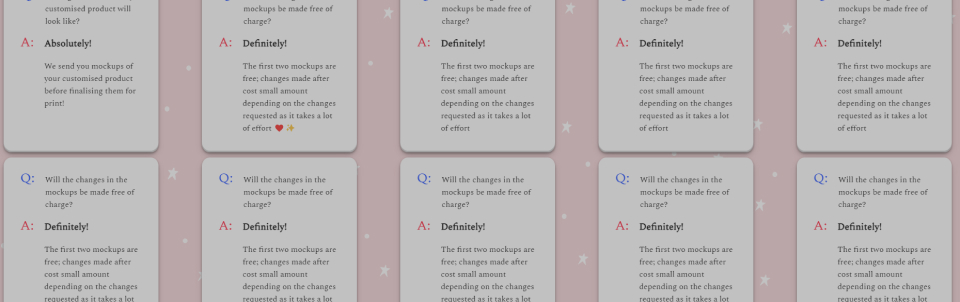 customised product will
look like?
A: Absolutely!
We send you mockups of
your customised product
before finalising them for
print!
mockups be made free of
charge?
A: Definitely!
The first two mockups are
free; changes made after
cost small amount
depending on the changes
requested as it takes a lot
of effort ❤️ ✨
mockups be made free of
charge?
A: Definitely!
The first two mockups are
free; changes made after
cost small amount
depending on the changes
requested as it takes a lot
of effort
mockups be made free of
charge?
A: Definitely!
The first two mockups are
free; changes made after
cost small amount
depending on the changes
requested as it takes a lot
of effort
mockups be made free of
charge?
A: Definitely!
The first two mockups are
free; changes made after
cost small amount
depending on the changes
requested as it takes a lot
of effort
Q: Will the changes in the
mockups be made free of
charge?
A: Definitely!
The first two mockups are
free; changes made after
cost small amount
depending on the changes
requested as it takes a lot
Q: Will the changes in the
mockups be made free of
charge?
A: Definitely!
The first two mockups are
free; changes made after
cost small amount
depending on the changes
requested as it takes a lot
Q: Will the changes in the
mockups be made free of
charge?
A: Definitely!
The first two mockups are
free; changes made after
cost small amount
depending on the changes
requested as it takes a lot
Q: Will the changes in the
mockups be made free of
charge?
A: Definitely!
The first two mockups are
free; changes made after
cost small amount
depending on the changes
requested as it takes a lot
Q: Will the changes in the
mockups be made free of
charge?
A: Definitely!
The first two mockups are
free; changes made after
cost small amount
depending on the changes
requested as it takes a lot